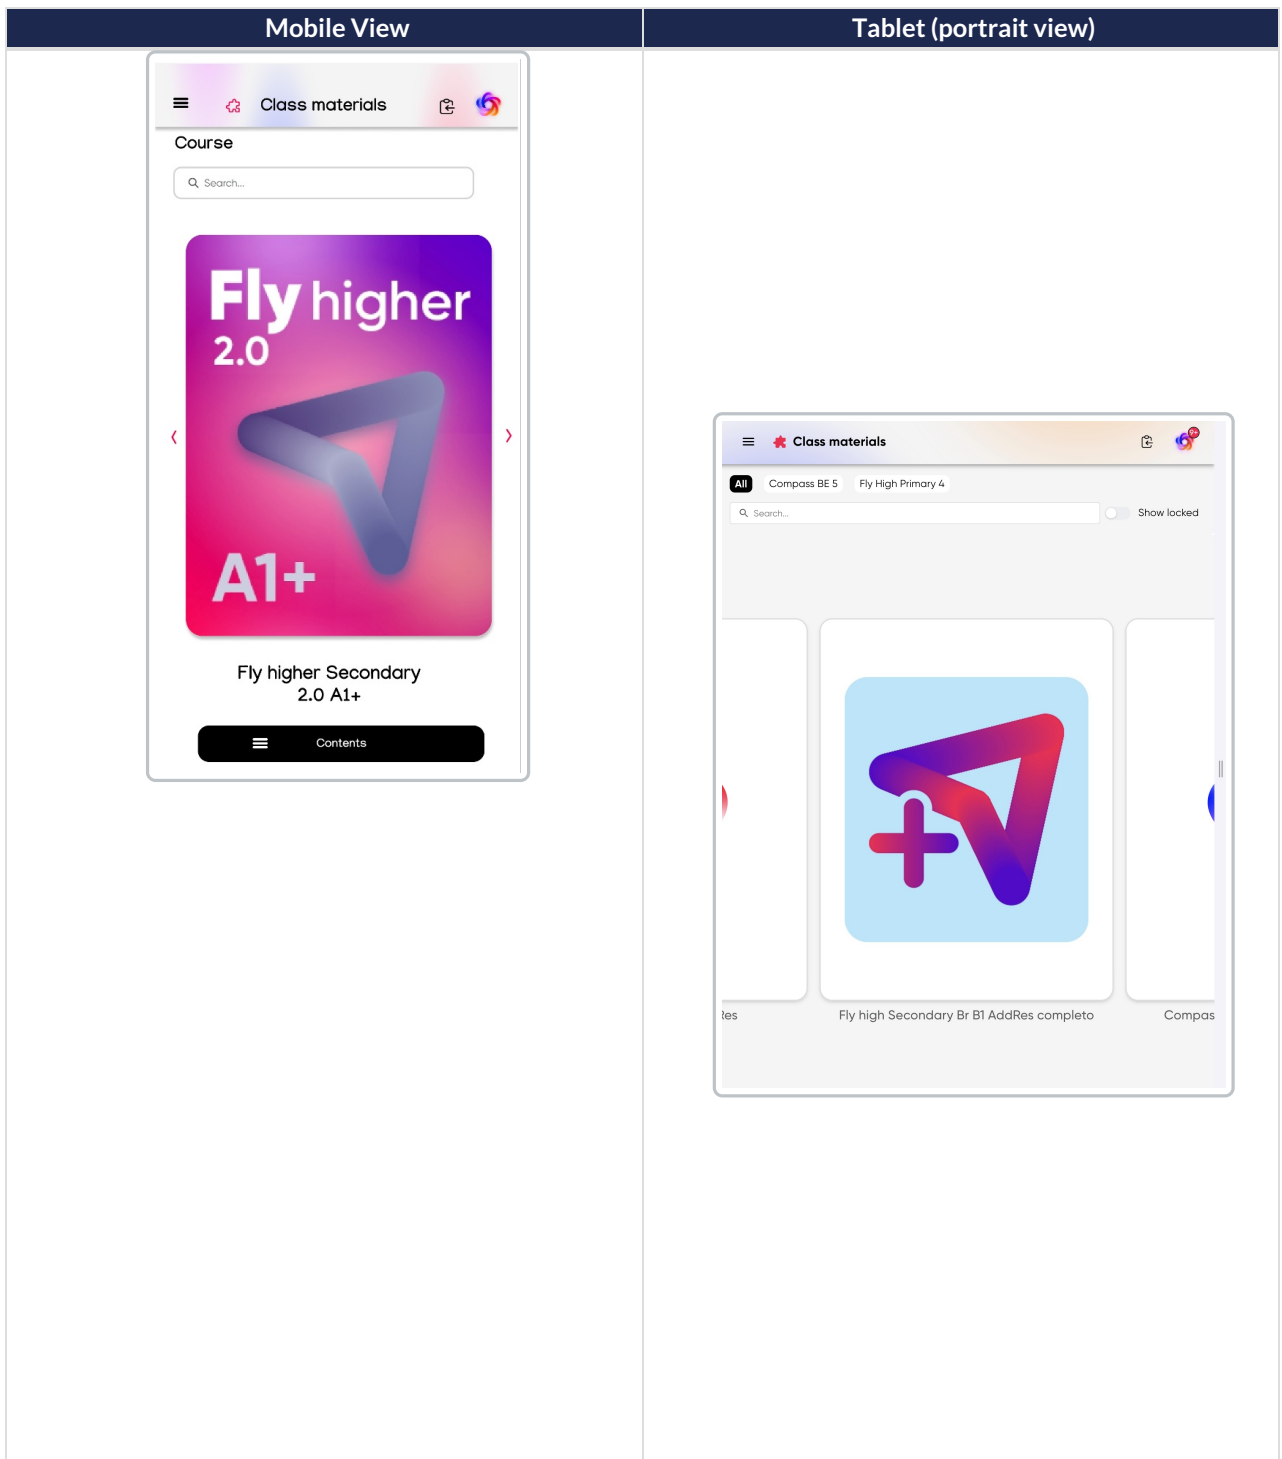 Mobile View
Class materials
Course
Search...
Fly higher
2.0
A1+
Fly higher Secondary
2.0 A1+
Contents
Tablet (portrait view)
Class materials
9+
All Compass BE 5 Fly High Primary 4
Search... Show locked
Res Fly high Secondary Br B1 AddRes completo Compas